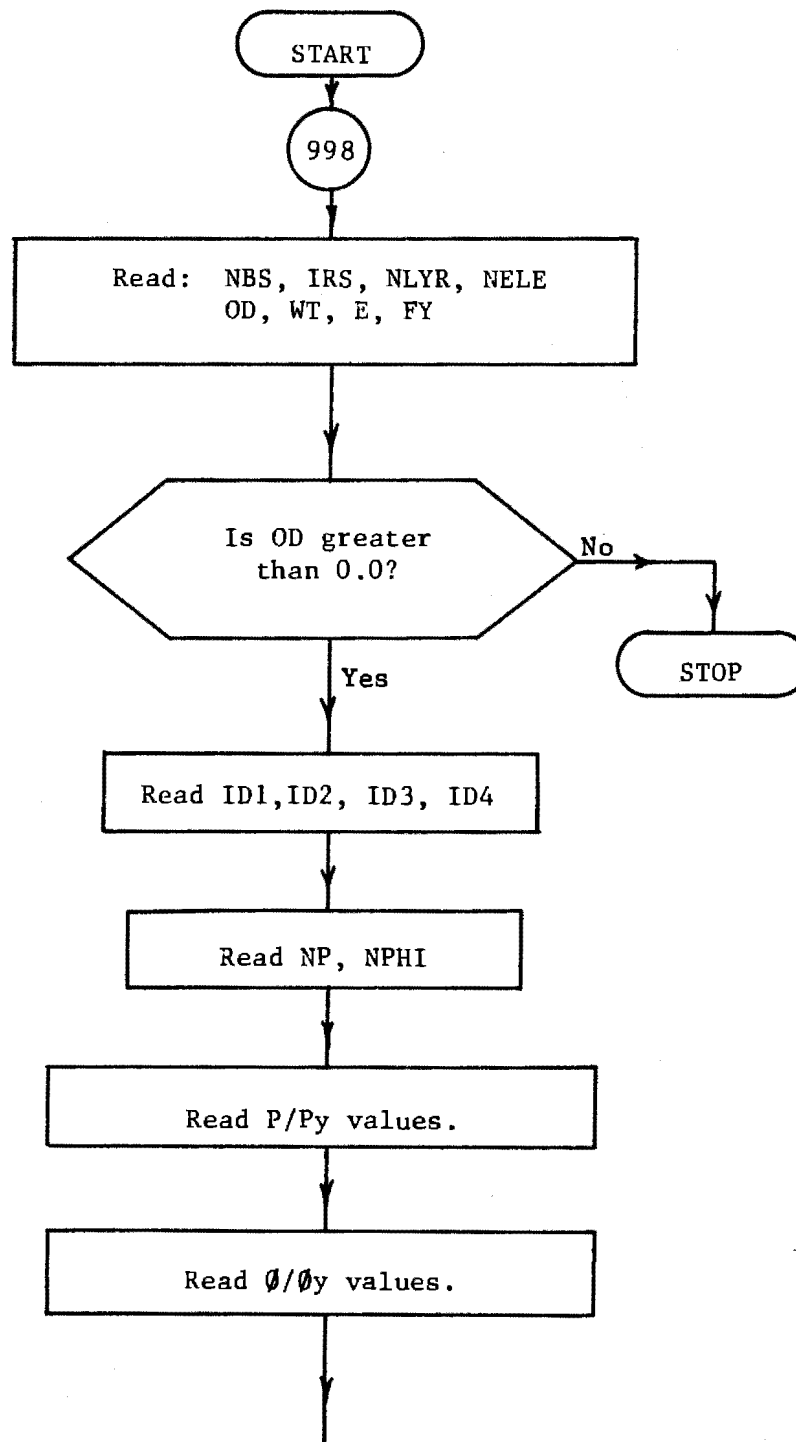 START
998
Read: NBS, IRS, NLYR, NELE
OD, WT, E, FY
Is OD greater
than 0.0?
No
STOP
Yes
Read ID1,ID2, ID3, ID4
Read NP, NPHI
Read P/Py values.
Read Ø/Øy values.